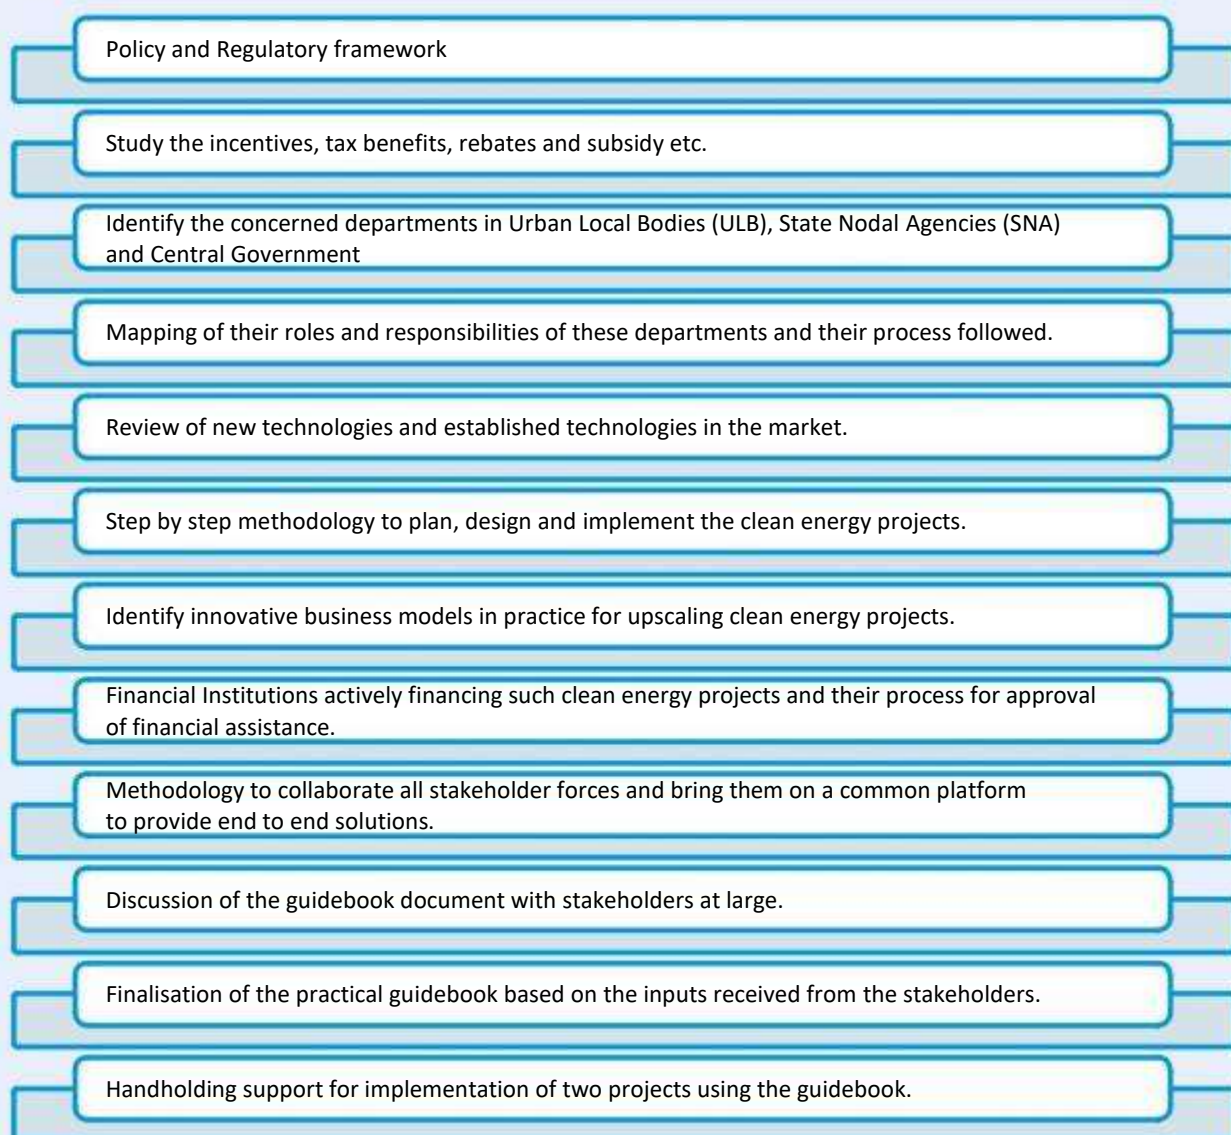 Policy and Regulatory framework
Study the incentives, tax benefits, rebates and subsidy etc.
Identify the concerned departments in Urban Local Bodies (ULB), State Nodal Agencies (SNA)
and Central Government
Mapping of their roles and responsibilities of these departments and their process followed.
Review of new technologies and established technologies in the market.
Step by step methodology to plan, design and implement the clean energy projects.
Identify innovative business models in practice for upscaling clean energy projects.
Financial Institutions actively financing such clean energy projects and their process for approval
of financial assistance.
Methodology to collaborate all stakeholder forces and bring them on a common platform
to provide end to end solutions.
Discussion of the guidebook document with stakeholders at large.
Finalisation of the practical guidebook based on the inputs received from the stakeholders.
Handholding support for implementation of two projects using the guidebook.